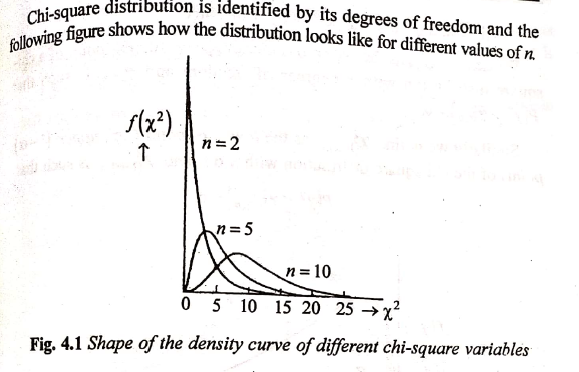 Chi-square distribution is identified by its degrees of freedom and the
following figure shows how the distribution looks like for different values of n.
f(χ²)
↑
n = 2
n = 5
n = 10
0 5 10 15 20 25 → χ²
Fig. 4.1 Shape of the density curve of different chi-square variables